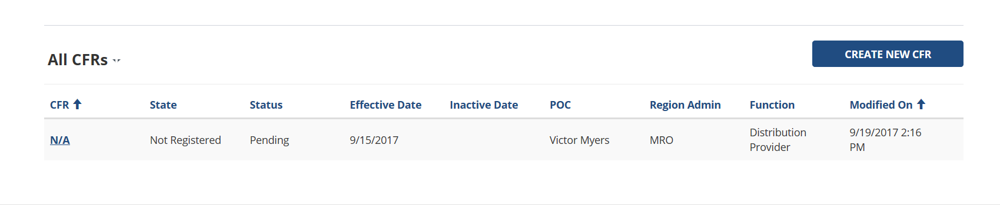 All CFRs
CREATE NEW CFR
CFR State Status Effective Date Inactive Date POC Region Admin Function Modified On
N/A Not Registered Pending 9/15/2017 Victor Myers MRO Distribution Provider 9/19/2017 2:16 PM